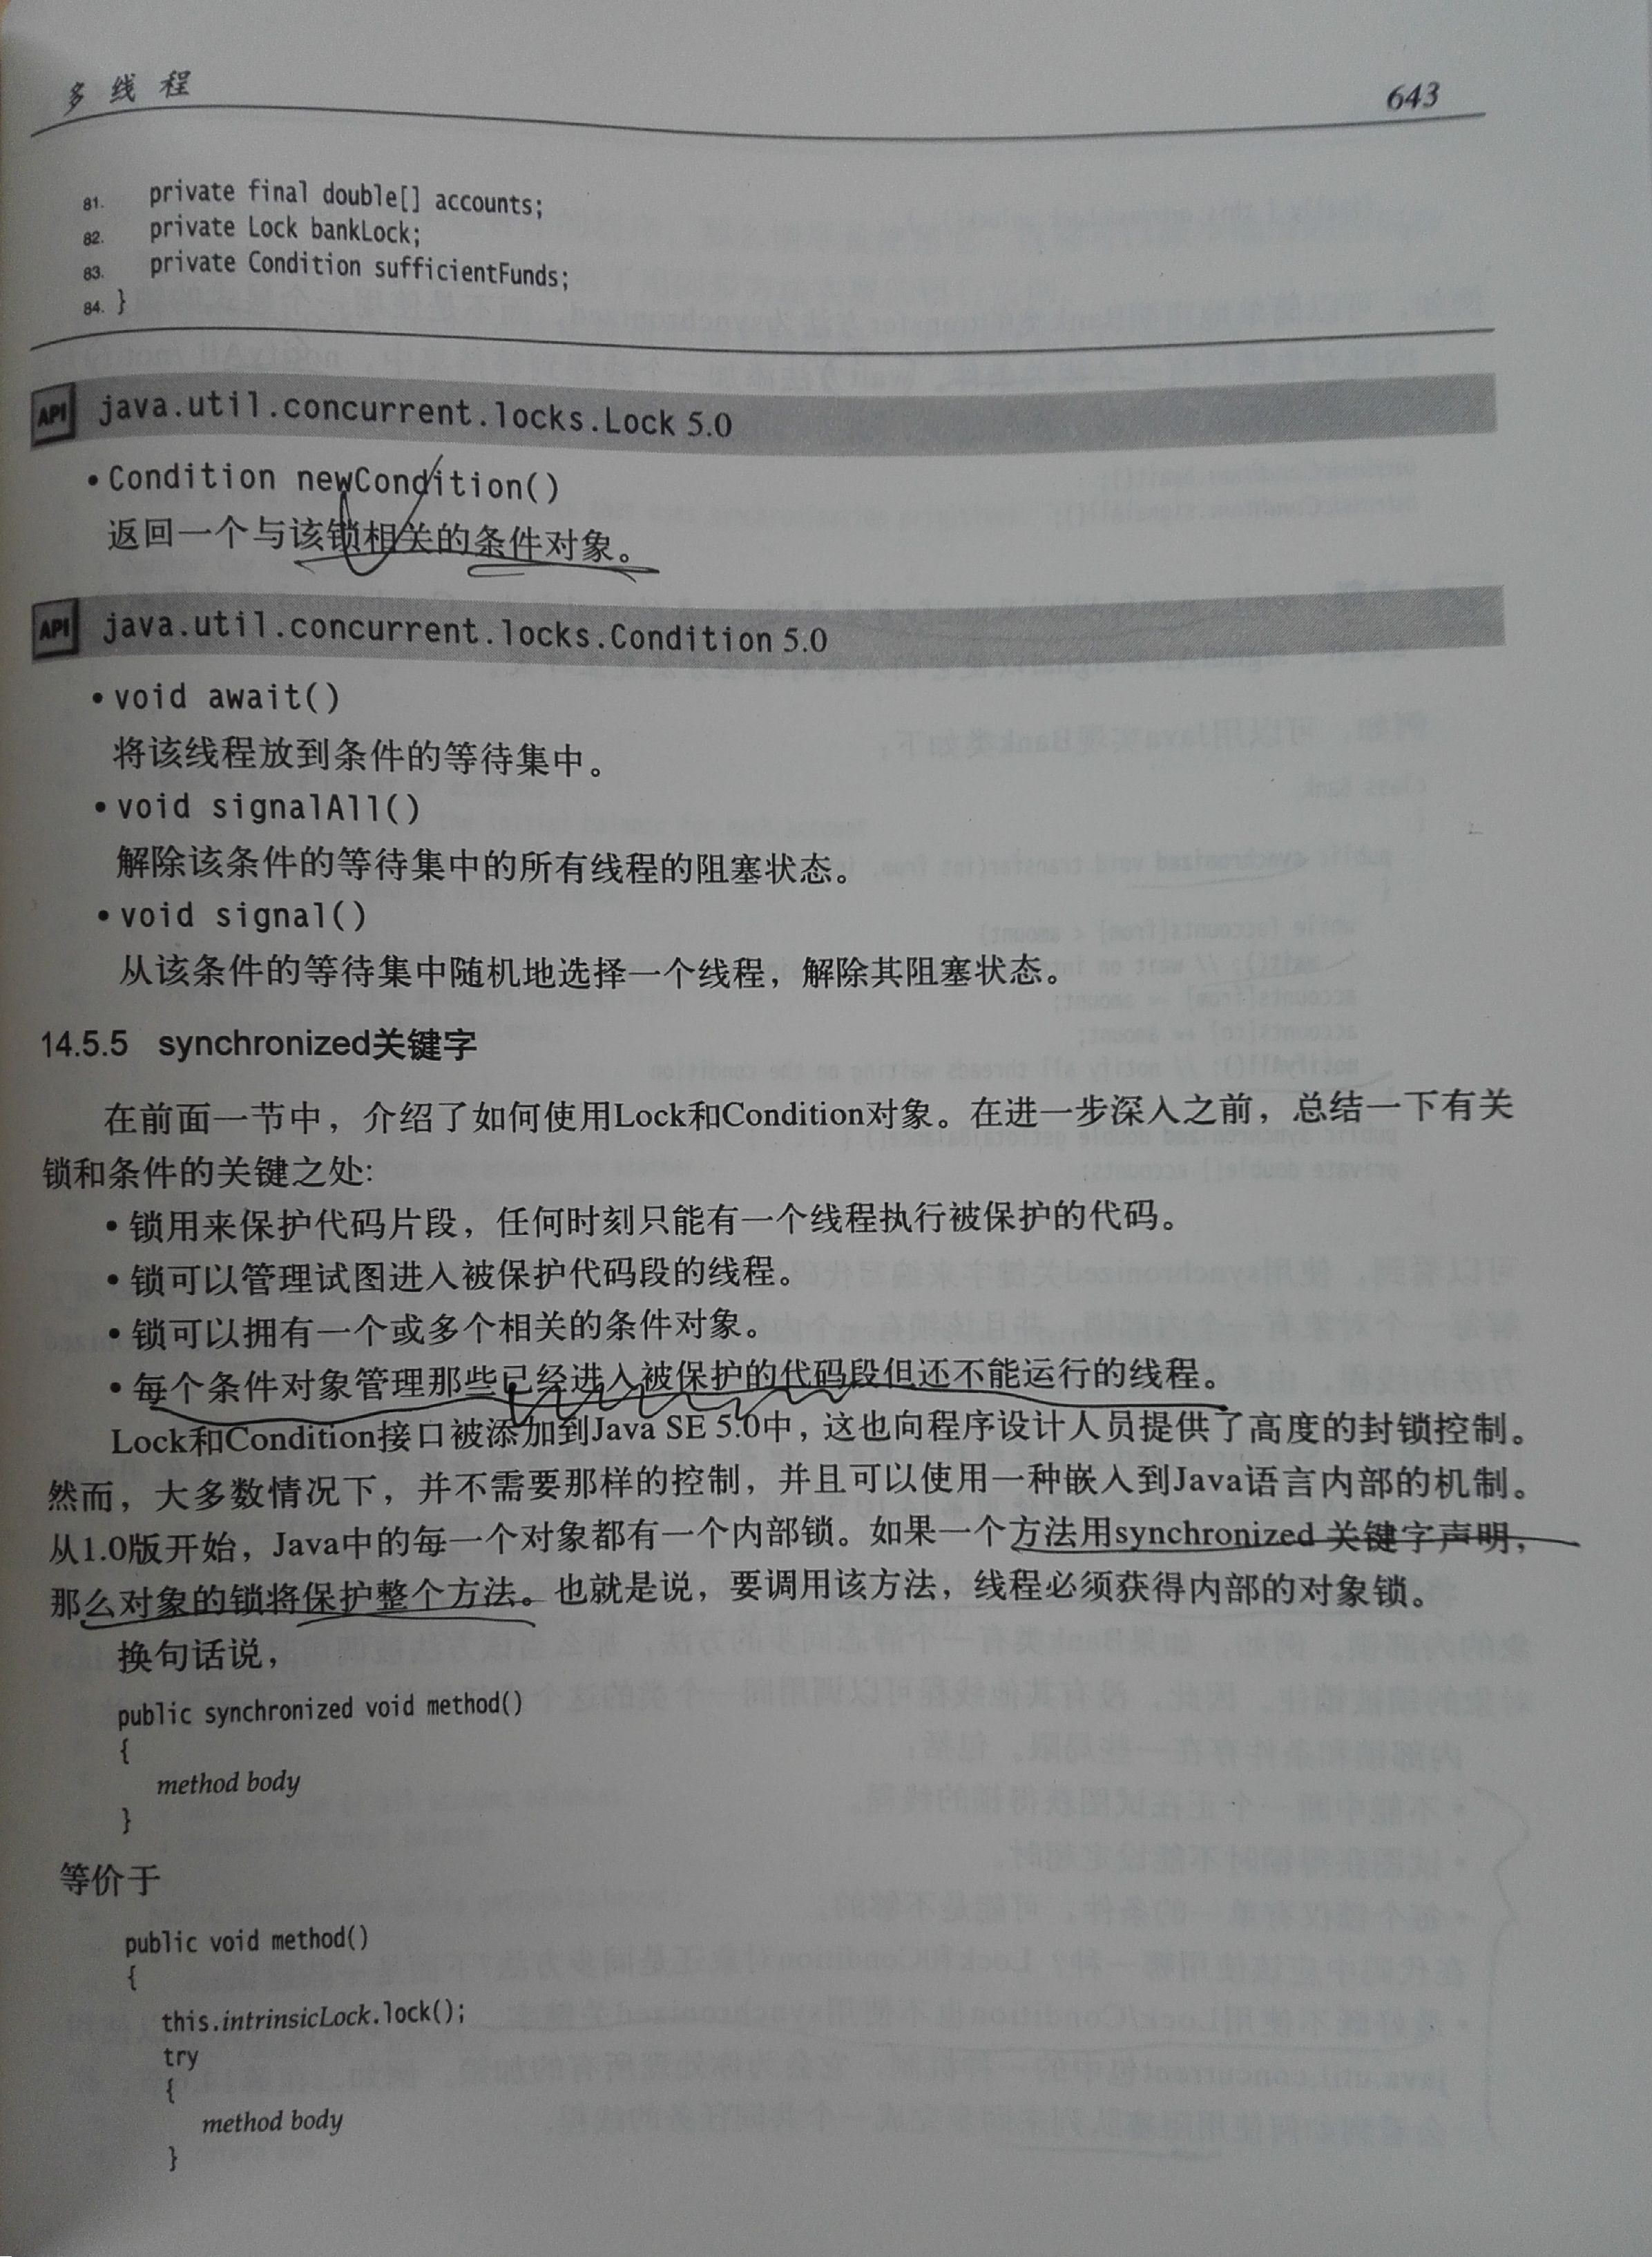 多线程 643
81. private final double[] accounts;
82. private Lock bankLock;
83. private Condition sufficientFunds;
84. }
API java.util.concurrent.locks.Lock 5.0
• Condition newCondition()
返回一个与该锁相关的条件对象。
API java.util.concurrent.locks.Condition 5.0
• void await()
将该线程放到条件的等待集中。
• void signalAll()
解除该条件的等待集中的所有线程的阻塞状态。
• void signal()
从该条件的等待集中随机地选择一个线程，解除其阻塞状态。
14.5.5 synchronized关键字
在前面一节中，介绍了如何使用Lock和Condition对象。在进一步深入之前，总结一下有关
锁和条件的关键之处:
• 锁用来保护代码片段，任何时刻只能有一个线程执行被保护的代码。
• 锁可以管理试图进入被保护代码段的线程。
• 锁可以拥有一个或多个相关的条件对象。
• 每个条件对象管理那些已经进入被保护的代码段但还不能运行的线程。
Lock和Condition接口被添加到Java SE 5.0中，这也向程序设计人员提供了高度的封锁控制。
然而，大多数情况下，并不需要那样的控制，并且可以使用一种嵌入到Java语言内部的机制。
从1.0版开始，Java中的每一个对象都有一个内部锁。如果一个方法用synchronized 关键字声明，
那么对象的锁将保护整个方法。也就是说，要调用该方法，线程必须获得内部的对象锁。
换句话说，
public synchronized void method()
{
method body
}
等价于
public void method()
{
this.intrinsicLock.lock();
try
{
method body
}